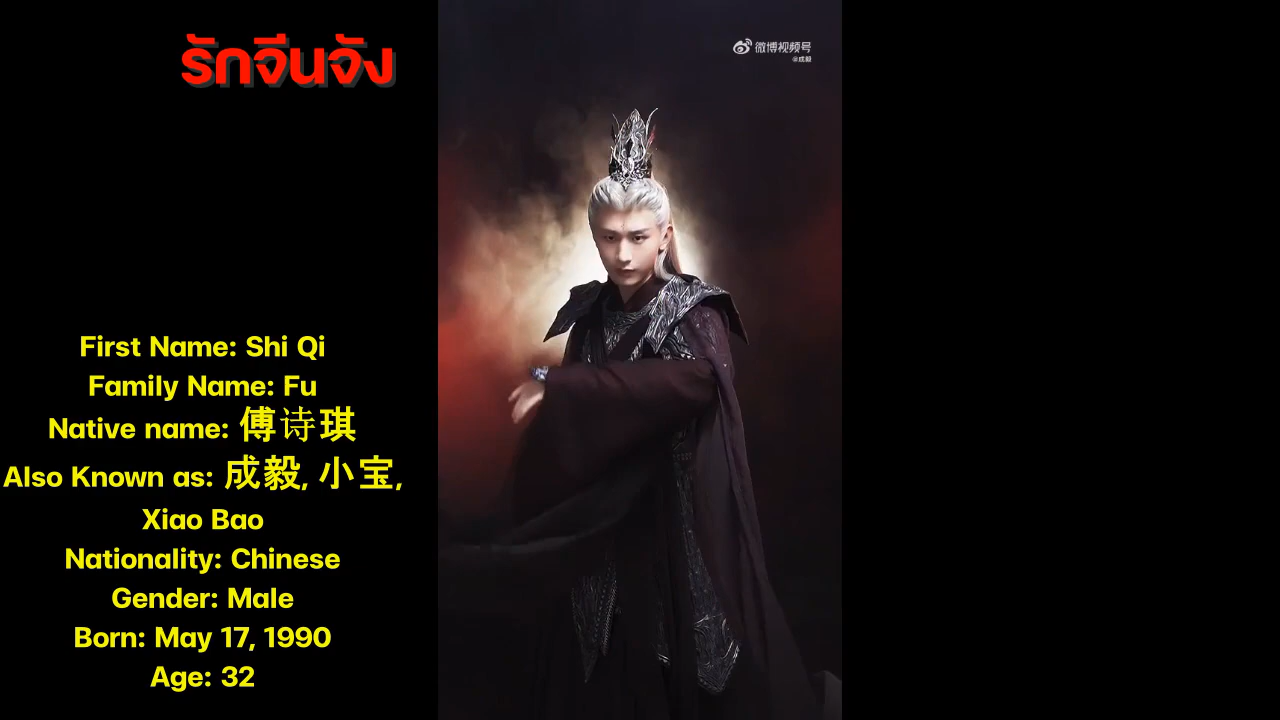 รักจีนจัง
微博视频号
@成毅
First Name: Shi Qi
Family Name: Fu
Native name: 傅诗琪
Also Known as: 成毅, 小宝,
Xiao Bao
Nationality: Chinese
Gender: Male
Born: May 17, 1990
Age: 32